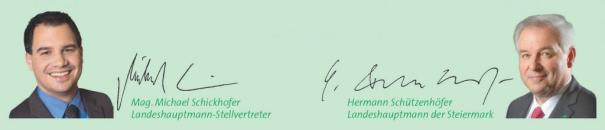 Mag. Michael Schickhofer
Landeshauptmann-Stellvertreter
Hermann Schützenhöfer
Landeshauptmann der Steiermark